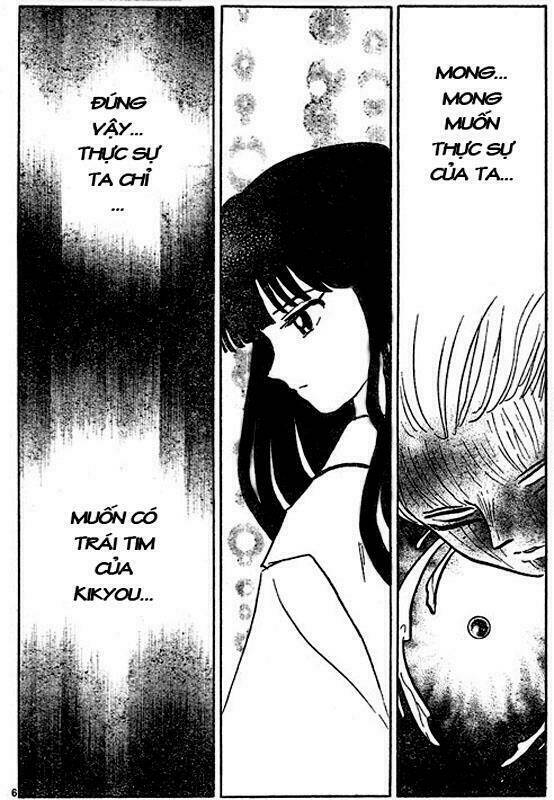 MONG...
MONG
MUỐN
THỰC SỰ
CỦA TA...
ĐÚNG
VẬY...
THỰC SỰ
TA CHỈ
...
MUỐN CÓ
TRÁI TIM
CỦA
KIKYOU...
6